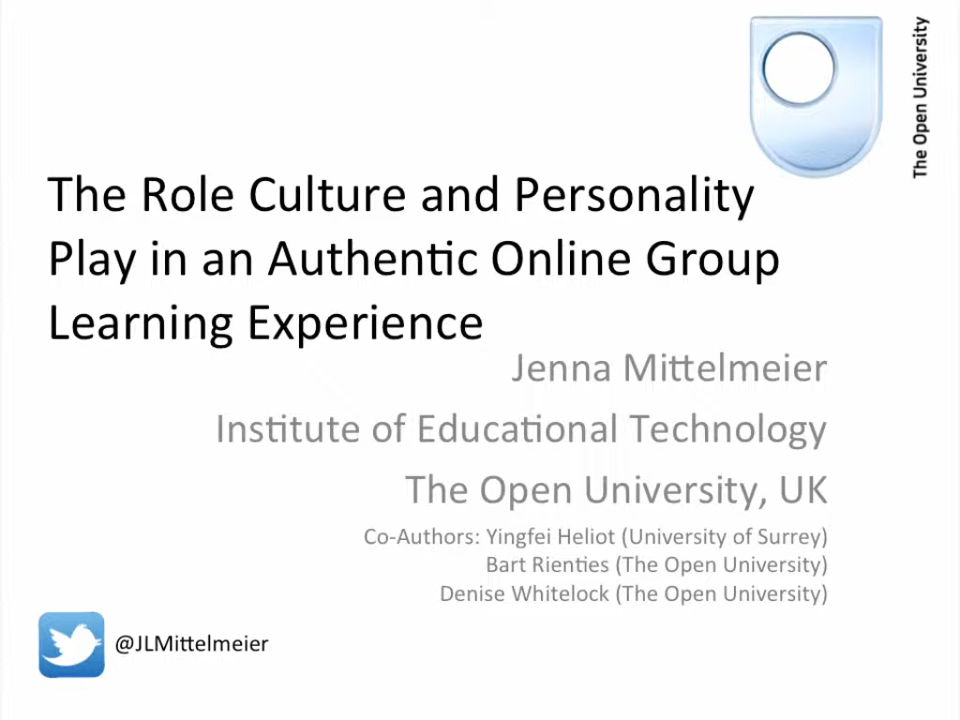 The Open University
The Role Culture and Personality
Play in an Authentic Online Group
Learning Experience
Jenna Mittelmeier
Institute of Educational Technology
The Open University, UK
Co-Authors: Yingfei Heliot (University of Surrey)
Bart Rienties (The Open University)
Denise Whitelock (The Open University)
@JLMittelmeier